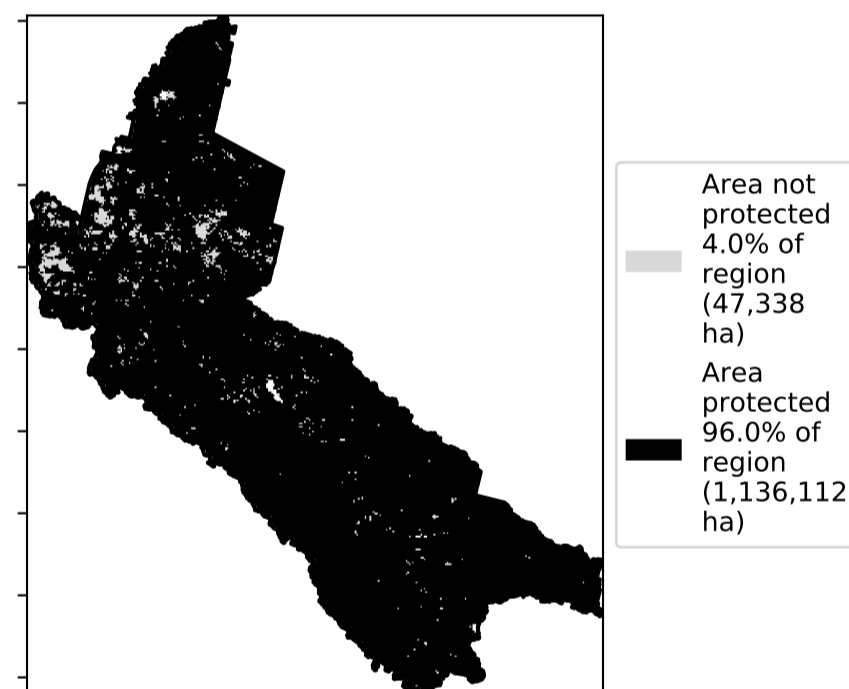 Area not
protected
4.0% of
region
(47,338
ha)
Area
protected
96.0% of
region
(1,136,112
ha)